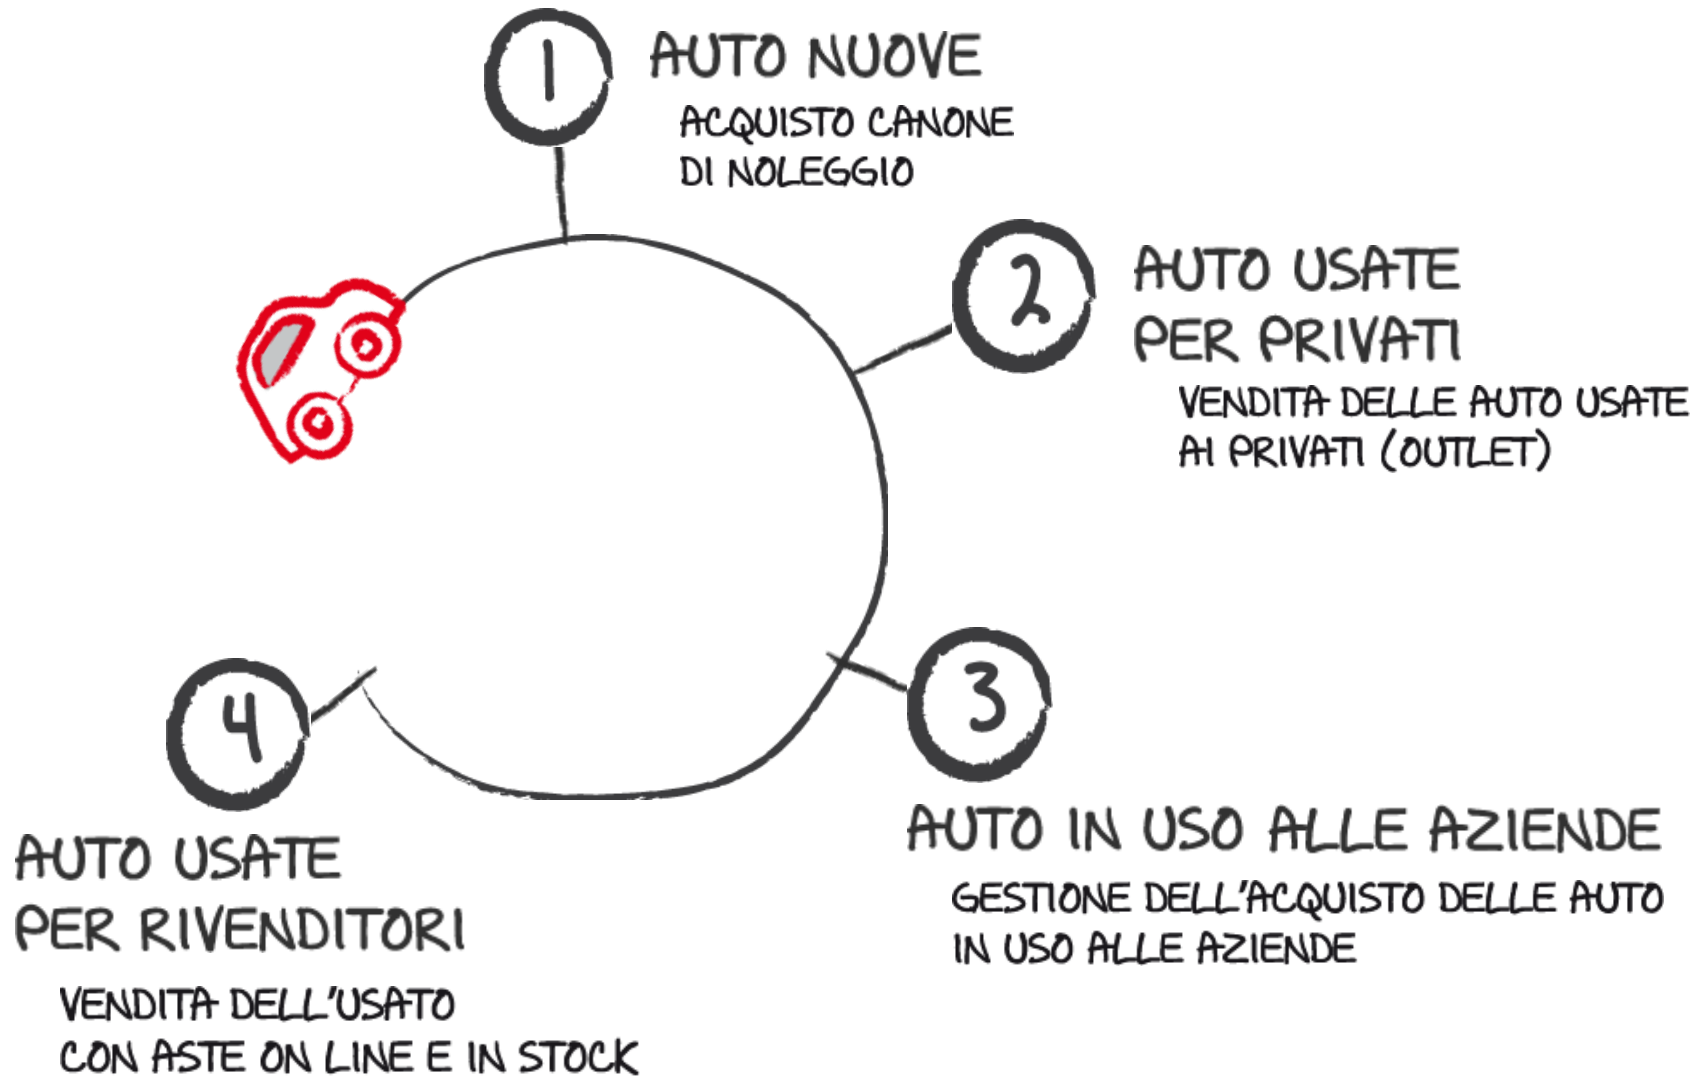 1
AUTO NUOVE
ACQUISTO CANONE
DI NOLEGGIO
2
AUTO USATE
PER PRIVATI
VENDITA DELLE AUTO USATE
AI PRIVATI (OUTLET)
3
AUTO IN USO ALLE AZIENDE
GESTIONE DELL'ACQUISTO DELLE AUTO
IN USO ALLE AZIENDE
4
AUTO USATE
PER RIVENDITORI
VENDITA DELL'USATO
CON ASTE ON LINE E IN STOCK